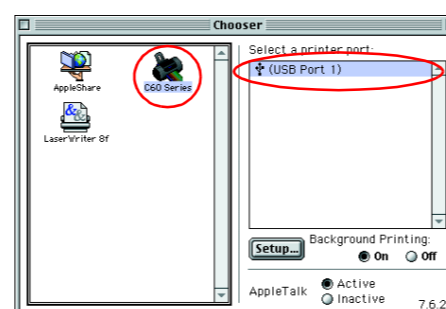 Chooser
AppleShare
C60 Series
LaserWriter 8f
Select a printer port:
(USB Port 1)
Setup...
Background Printing:
On Off
AppleTalk
Active
Inactive
7.6.2